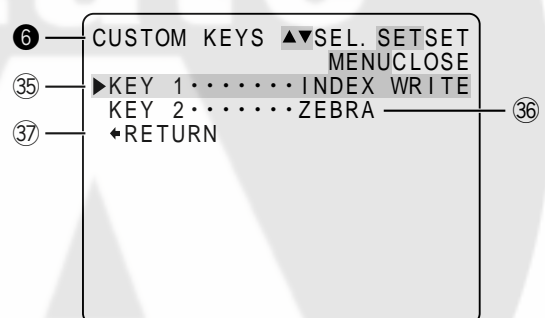 ❻ CUSTOM KEYS ▲▼SEL. SETSET
MENUCLOSE
㉟ ▶KEY 1·······INDEX WRITE
KEY 2·······ZEBRA ㊱
㊲ 🠸RETURN